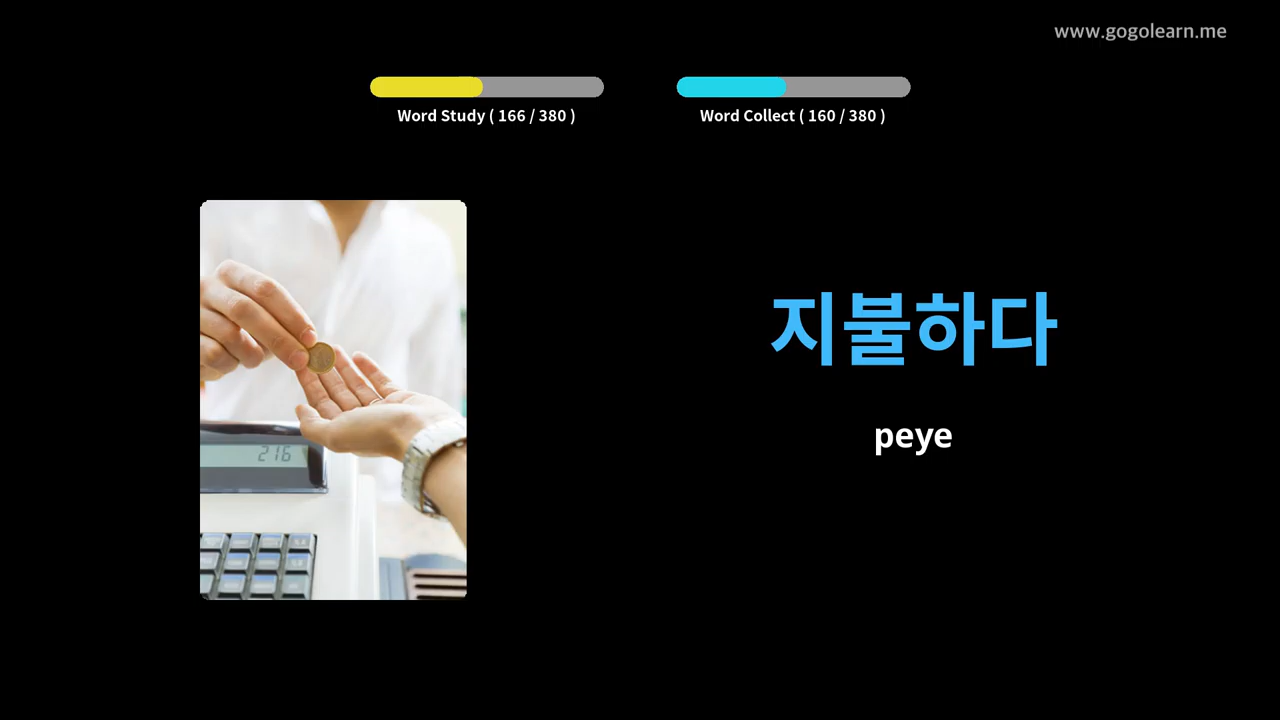 www.gogolearn.me
Word Study ( 166 / 380 )
Word Collect ( 160 / 380 )
지불하다
peye
216